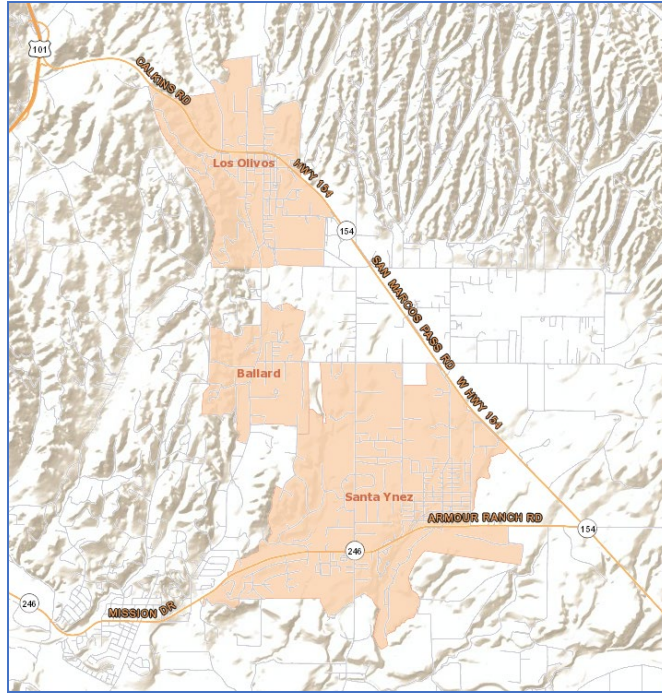 101
CALKINS RD
Los Olivos
HWY 154
154
SAN MARCOS PASS RD
W HWY 154
Ballard
Santa Ynez
ARMOUR RANCH RD
154
246
246
MISSION DR